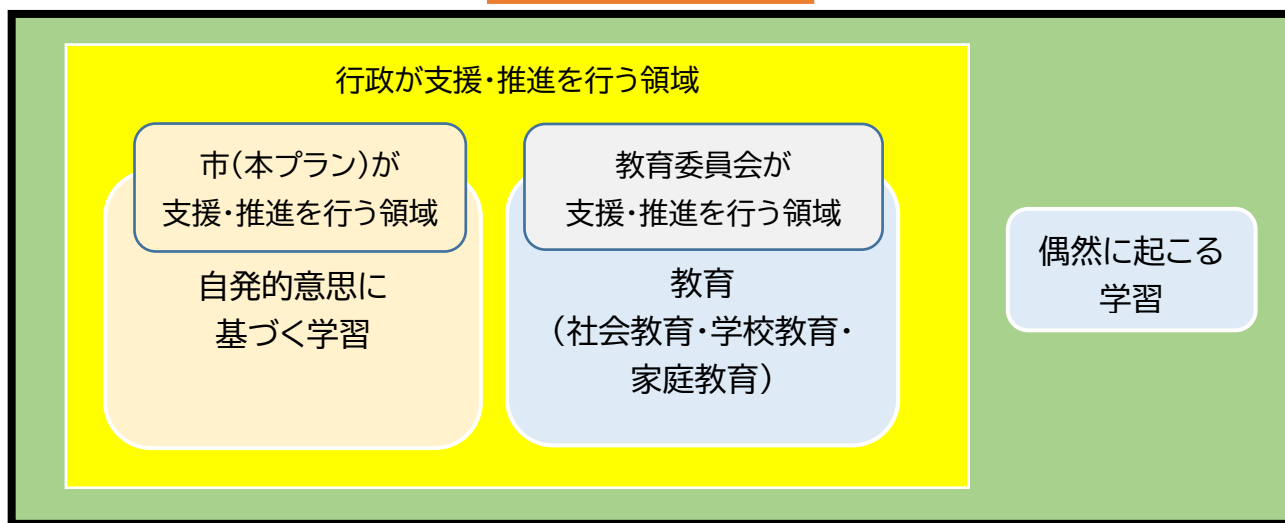 行政が支援・推進を行う領域
市(本プラン)が
支援・推進を行う領域
自発的意思に
基づく学習
教育委員会が
支援・推進を行う領域
教育
(社会教育・学校教育・
家庭教育)
偶然に起こる
学習